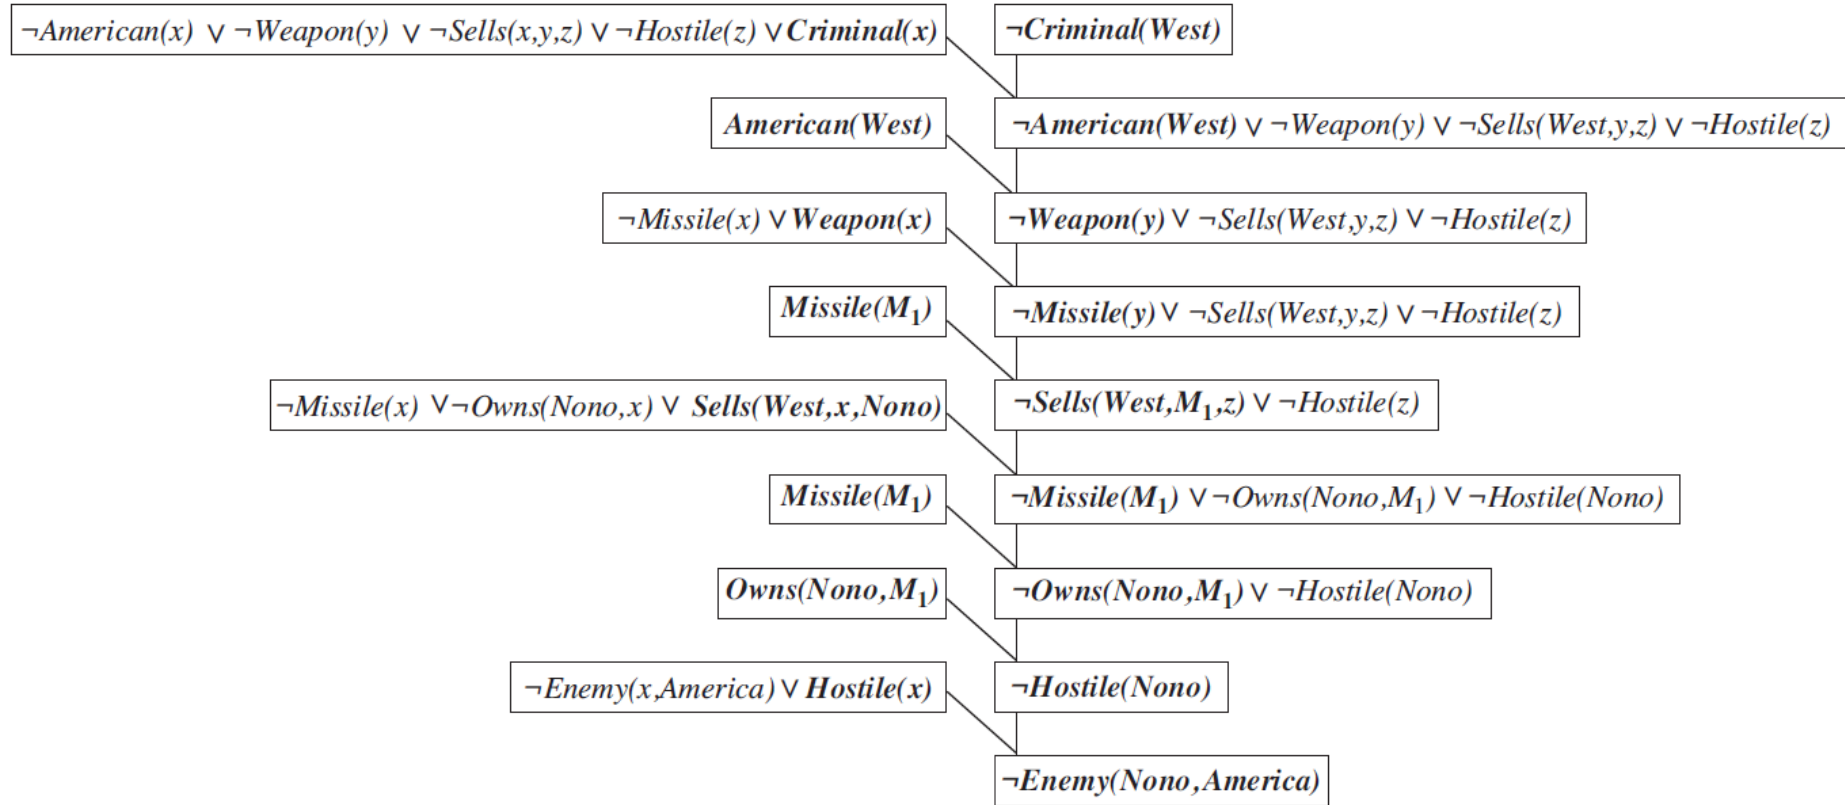 ¬American(x) ∨ ¬Weapon(y) ∨ ¬Sells(x,y,z) ∨ ¬Hostile(z) ∨ Criminal(x) ¬Criminal(West)
American(West) ¬American(West) ∨ ¬Weapon(y) ∨ ¬Sells(West,y,z) ∨ ¬Hostile(z)
¬Missile(x) ∨ Weapon(x) ¬Weapon(y) ∨ ¬Sells(West,y,z) ∨ ¬Hostile(z)
Missile(M₁) ¬Missile(y) ∨ ¬Sells(West,y,z) ∨ ¬Hostile(z)
¬Missile(x) ∨ ¬Owns(Nono,x) ∨ Sells(West,x,Nono) ¬Sells(West,M₁,z) ∨ ¬Hostile(z)
Missile(M₁) ¬Missile(M₁) ∨ ¬Owns(Nono,M₁) ∨ ¬Hostile(Nono)
Owns(Nono,M₁) ¬Owns(Nono,M₁) ∨ ¬Hostile(Nono)
¬Enemy(x,America) ∨ Hostile(x) ¬Hostile(Nono)
¬Enemy(Nono,America)